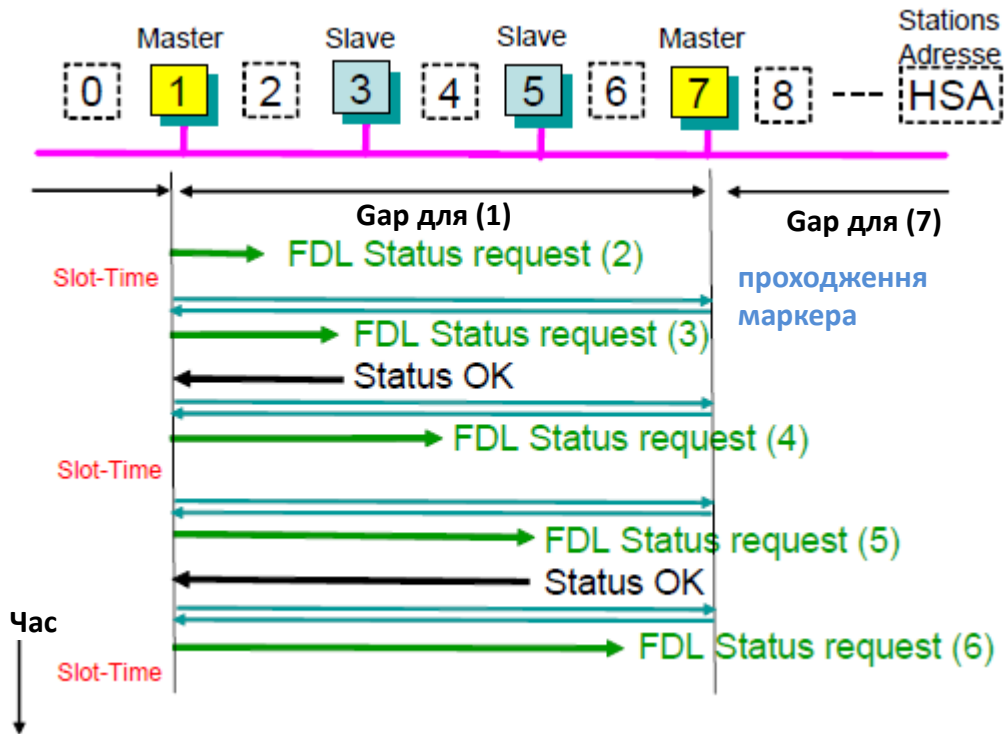 Stations
Adresse
Master Slave Slave Master
0 1 2 3 4 5 6 7 8 --- HSA
Gap для (1)
Gap для (7)
FDL Status request (2)
Slot-Time
проходження
маркера
FDL Status request (3)
Status OK
FDL Status request (4)
Slot-Time
FDL Status request (5)
Status OK
Час
FDL Status request (6)
Slot-Time